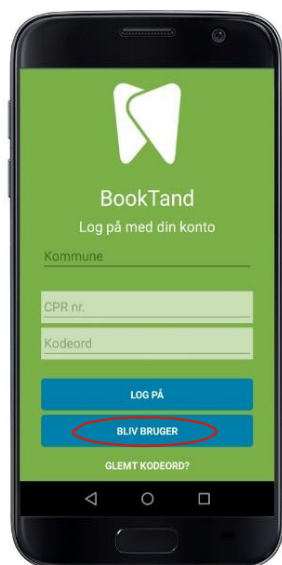 BookTand
Log på med din konto
Kommune
CPR nr.
Kodeord
LOG PÅ
BLIV BRUGER
GLEMT KODEORD?